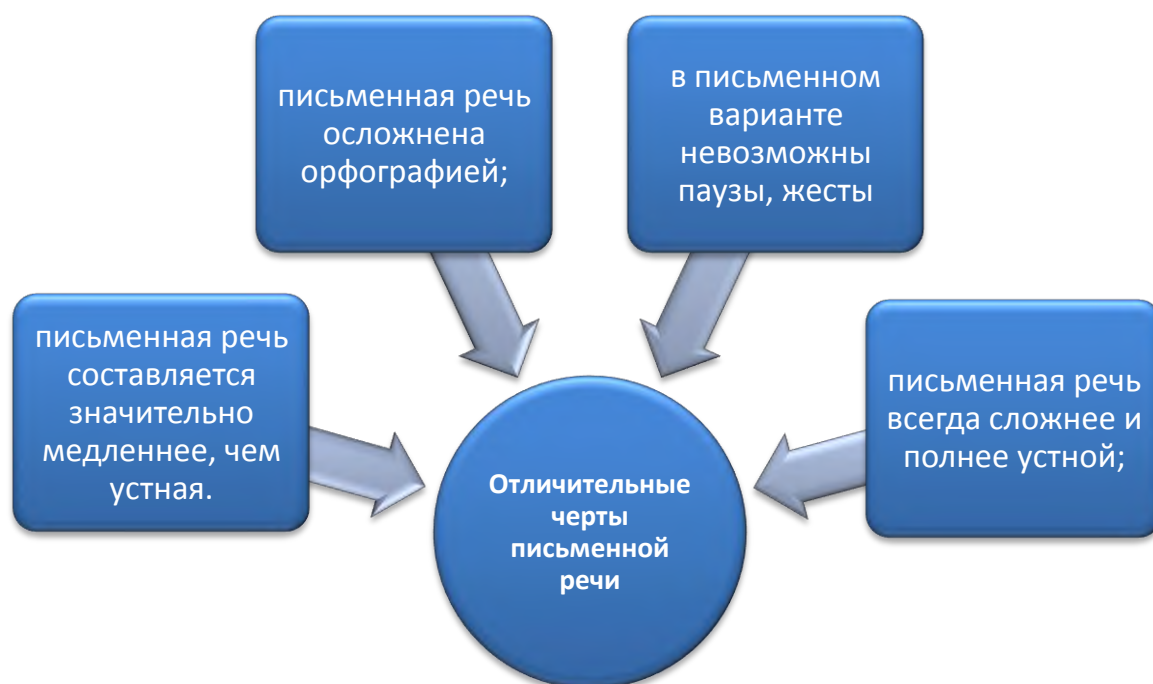 письменная речь
осложнена
орфографией;
в письменном
варианте
невозможны
паузы, жесты
письменная речь
составляется
значительно
медленнее, чем
устная.
письменная речь
всегда сложнее и
полнее устной;
Отличительные
черты
письменной
речи